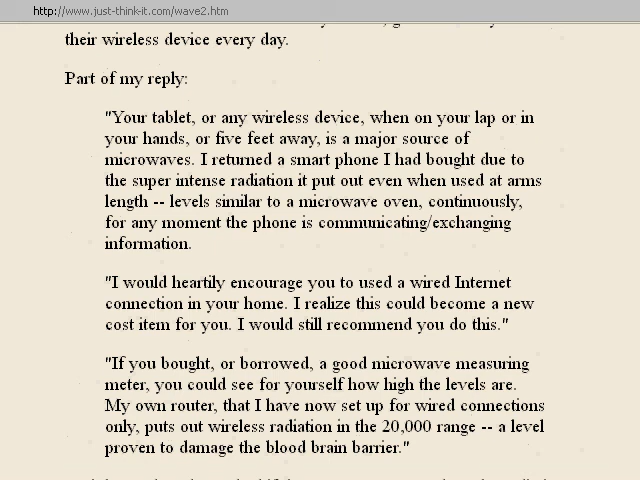 http://www.just-think-it.com/wave2.htm
their wireless device every day.
Part of my reply:
"Your tablet, or any wireless device, when on your lap or in
your hands, or five feet away, is a major source of
microwaves. I returned a smart phone I had bought due to
the super intense radiation it put out even when used at arms
length -- levels similar to a microwave oven, continuously,
for any moment the phone is communicating/exchanging
information.
"I would heartily encourage you to used a wired Internet
connection in your home. I realize this could become a new
cost item for you. I would still recommend you do this."
"If you bought, or borrowed, a good microwave measuring
meter, you could see for yourself how high the levels are.
My own router, that I have now set up for wired connections
only, puts out wireless radiation in the 20,000 range -- a level
proven to damage the blood brain barrier."